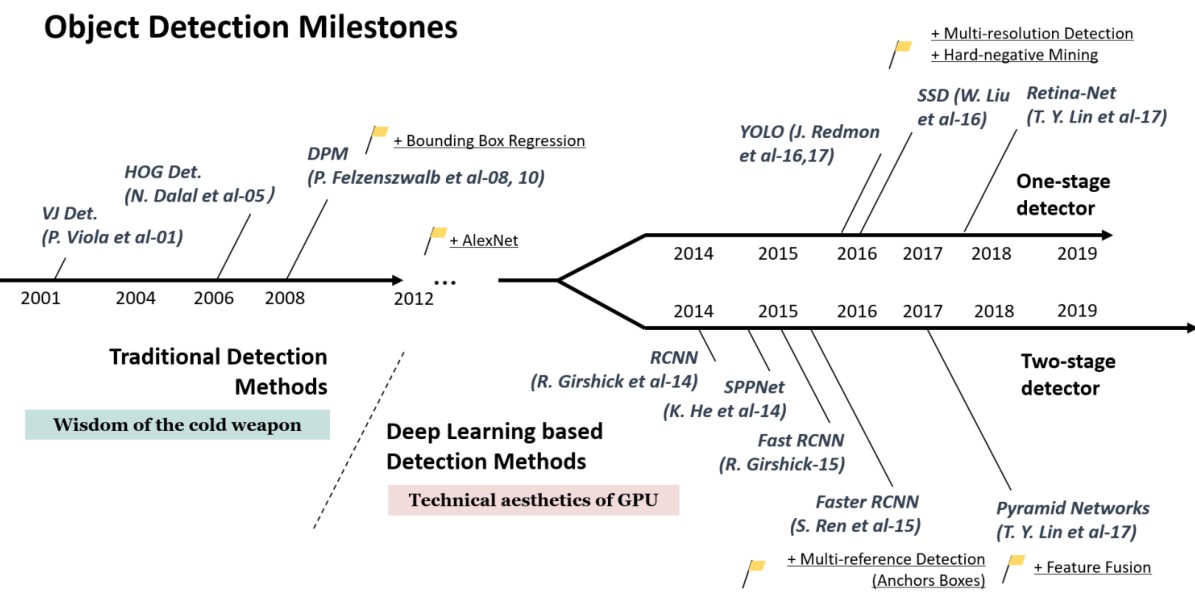 Object Detection Milestones
+ Multi-resolution Detection
+ Hard-negative Mining
SSD (W. Liu
et al-16)
Retina-Net
(T. Y. Lin et al-17)
YOLO (J. Redmon
et al-16,17)
+ Bounding Box Regression
DPM
(P. Felzenszwalb et al-08, 10)
HOG Det.
(N. Dalal et al-05)
VJ Det.
(P. Viola et al-01)
+ AlexNet
One-stage
detector
2014 2015 2016 2017 2018 2019
2001 2004 2006 2008 2012 ...
2014 2015 2016 2017 2018 2019
Traditional Detection
Methods
Wisdom of the cold weapon
Deep Learning based
Detection Methods
Technical aesthetics of GPU
RCNN
(R. Girshick et al-14)
SPPNet
(K. He et al-14)
Fast RCNN
(R. Girshick-15)
Faster RCNN
(S. Ren et al-15)
+ Multi-reference Detection
(Anchors Boxes)
Two-stage
detector
Pyramid Networks
(T. Y. Lin et al-17)
+ Feature Fusion